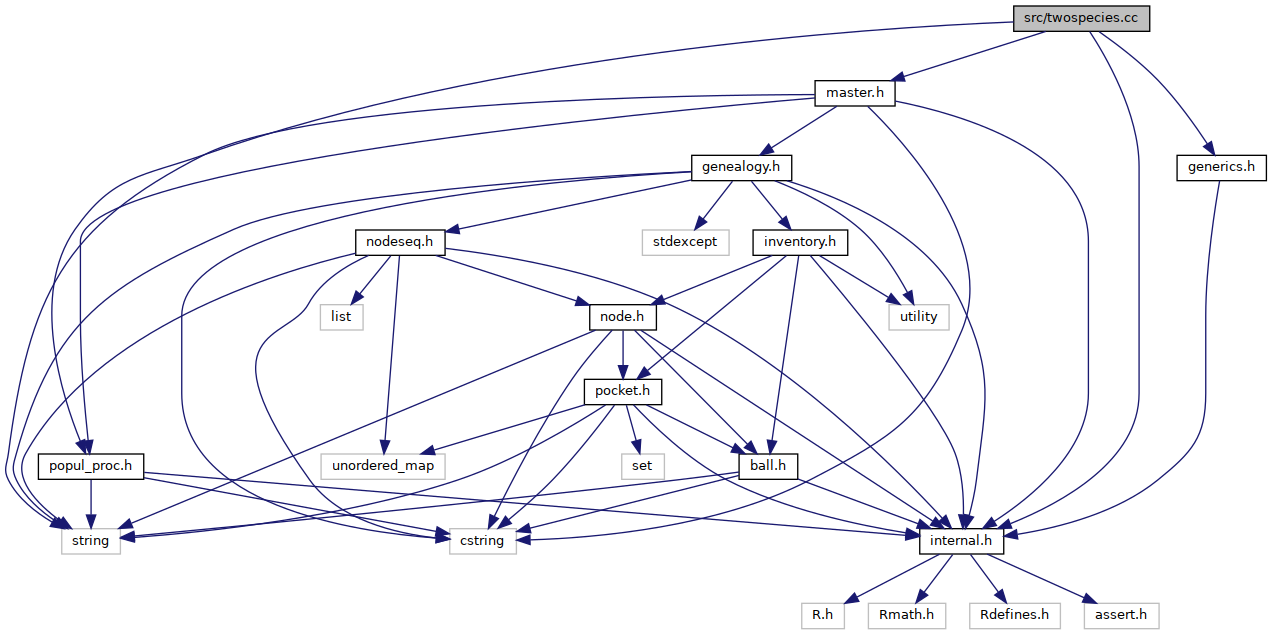 src/twospecies.cc
master.h
genealogy.h
generics.h
nodeseq.h
stdexcept
inventory.h
list
node.h
utility
pocket.h
popul_proc.h
unordered_map
set
ball.h
string
cstring
internal.h
R.h
Rmath.h
Rdefines.h
assert.h